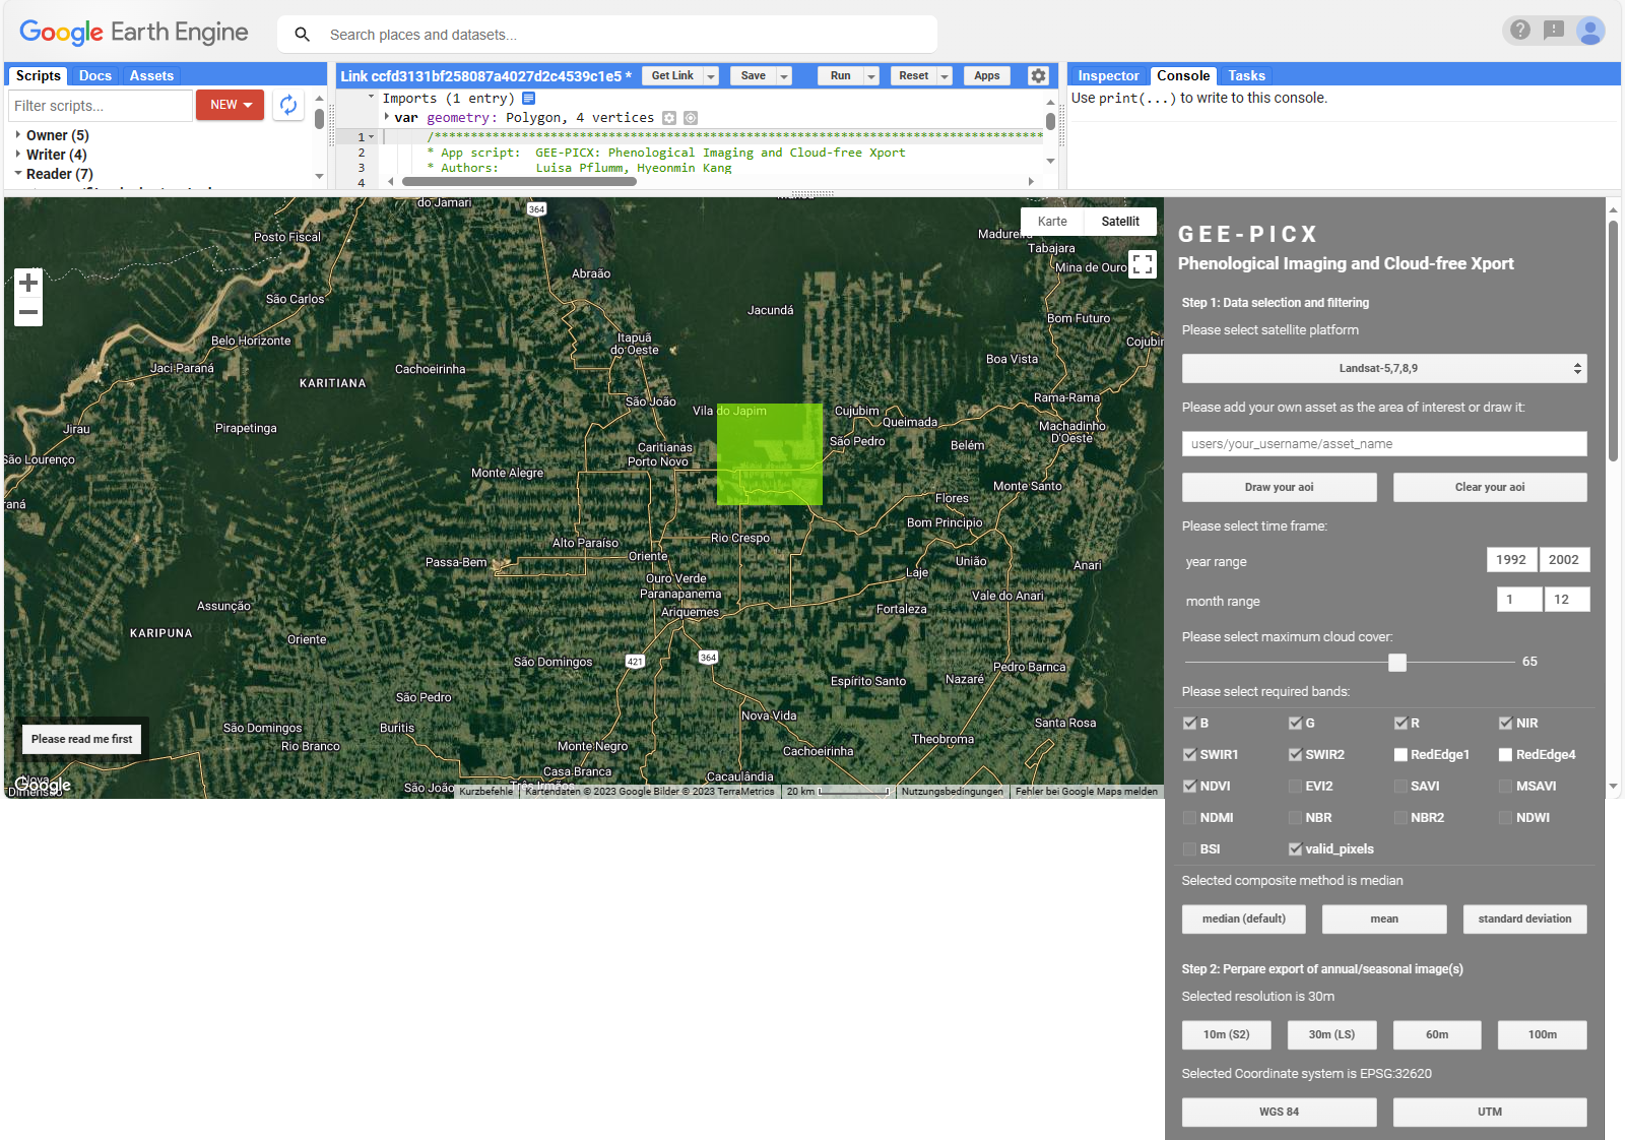 Google Earth Engine
Search places and datasets...
Scripts Docs Assets
Filter scripts... NEW
Owner (5)
Writer (4)
Reader (7)
Link ccfd3131bf258087a4027d2c4539c1e5 * Get Link Save Run Reset Apps
Imports (1 entry)
var geometry: Polygon, 4 vertices
1 /*******************************************************************************
2 * App script: GEE-PICX: Phenological Imaging and Cloud-free Xport
3 * Authors: Luisa Pflumm, Hyeonmin Kang
4
Inspector Console Tasks
Use print(...) to write to this console.
do Jamari
364
Posto Fiscal
Karte Satellit
Madureira
Tabajara
Mina de Ouro
Abraão
São Carlos
Jacundá
Bom Futuro
Belo Horizonte
Itapuã
do Oeste
Cojubim
Boa Vista
Jaci-Paraná
Cachoeirinha
KARITIANA
São João
Rama-Rama
Vila do Japim
Cujubim
Queimada
Jirau
Pirapetinga
Machadinho
D'Oeste
São Pedro
Belém
Caritianas
Porto Novo
São Lourenço
Monte Alegre
Monte Santo
Flores
raná
Bom Principio
Rio Crespo
Alto Paraíso
Oriente
Passa-Bem
União
Anari
Laje
Ouro Verde
Paranapanema
Vale do Anari
Assunção
Ariquemes
Fortaleza
KARIPUNA
Oriente
São Domingos
421
364
Pedro Barnca
Espírito Santo
Nazaré
São Pedro
Nova Vida
Santa Rosa
São Domingos
Buritis
Please read me first
Rio Branco
Monte Negro
Theobroma
Cachoeirinha
Casa Branca
Cacaulândia
Nova
Dimensão
Google
São João
Três Irmãos
Kurzbefehle Kartendaten © 2023 Google Bilder © 2023 TerraMetrics 20 km Nutzungsbedingungen Fehler bei Google Maps melden
GEE-PICX
Phenological Imaging and Cloud-free Xport
Step 1: Data selection and filtering
Please select satellite platform
Landsat-5,7,8,9
Please add your own asset as the area of interest or draw it:
users/your_username/asset_name
Draw your aoi Clear your aoi
Please select time frame:
year range 1992 2002
month range 1 12
Please select maximum cloud cover:
65
Please select required bands:
B G R NIR
SWIR1 SWIR2 RedEdge1 RedEdge4
NDVI EVI2 SAVI MSAVI
NDMI NBR NBR2 NDWI
BSI valid_pixels
Selected composite method is median
median (default) mean standard deviation
Step 2: Perpare export of annual/seasonal image(s)
Selected resolution is 30m
10m (S2) 30m (LS) 60m 100m
Selected Coordinate system is EPSG:32620
WGS 84 UTM